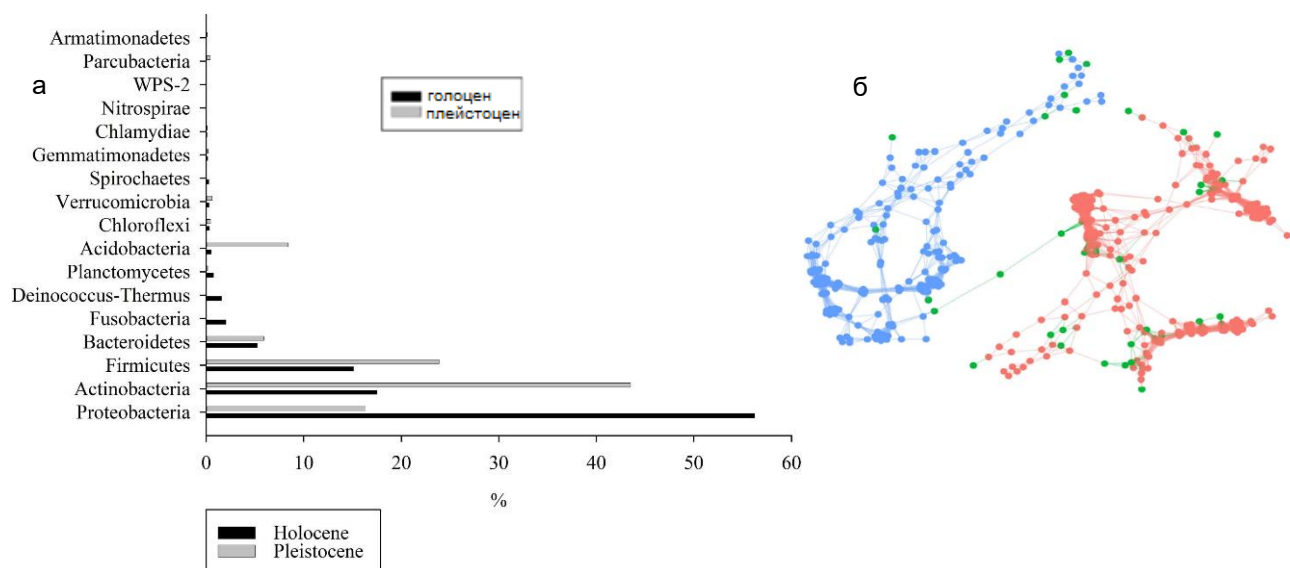 Armatimonadetes
Parcubacteria
а
WPS-2
голоцен
плейстоцен
б
Nitrospirae
Chlamydiae
Gemmatimonadetes
Spirochaetes
Verrucomicrobia
Chloroflexi
Acidobacteria
Planctomycetes
Deinococcus-Thermus
Fusobacteria
Bacteroidetes
Firmicutes
Actinobacteria
Proteobacteria
0 10 20 30 40 50 60
%
Holocene
Pleistocene